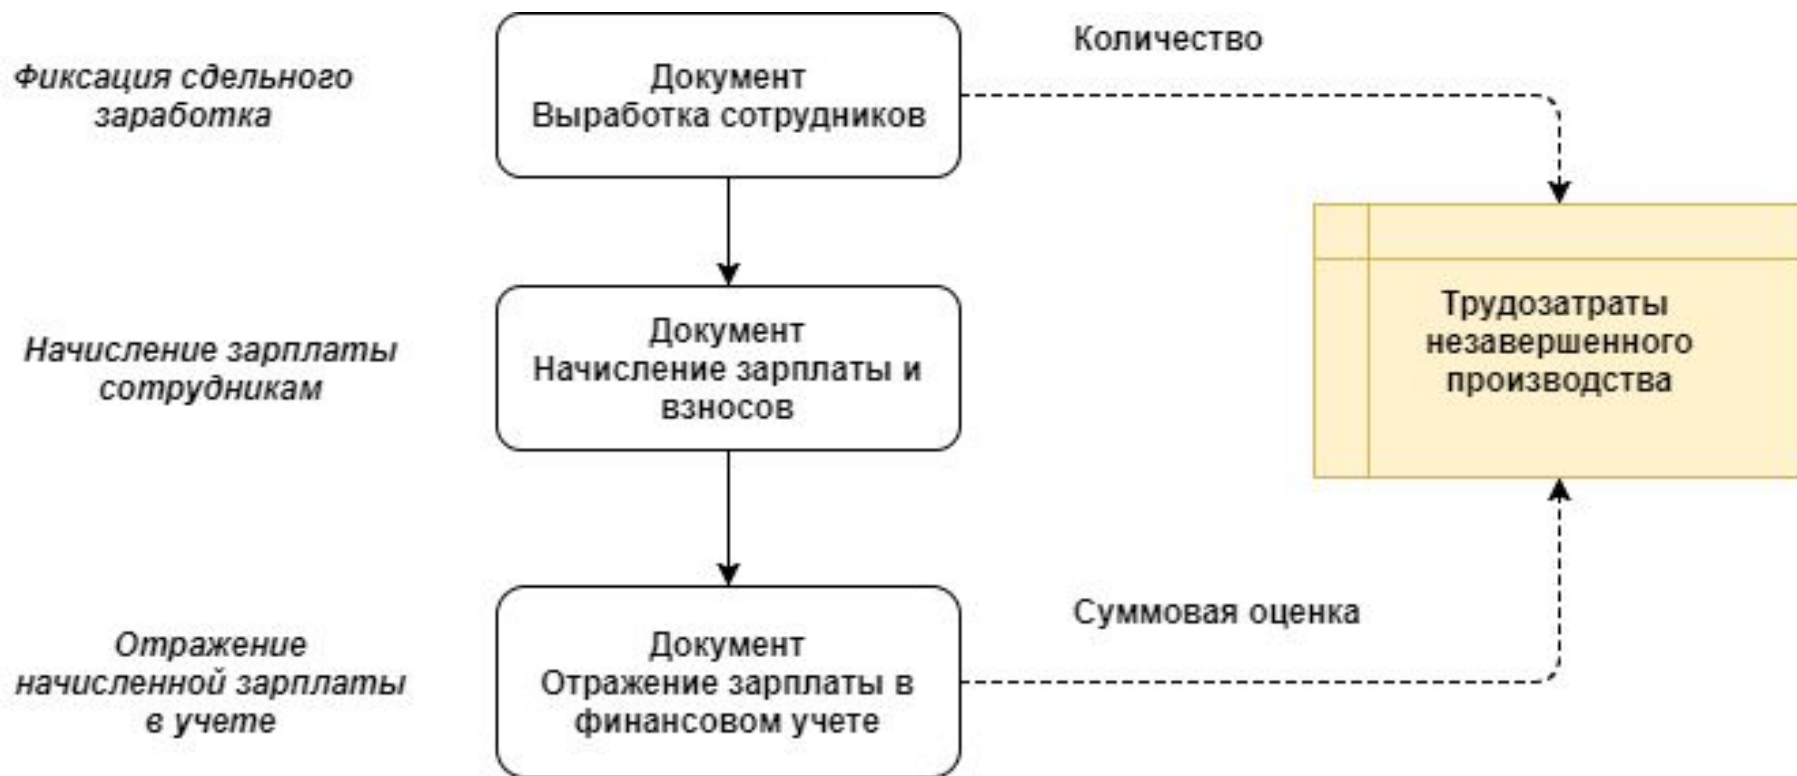 Фиксация сдельного
заработка
Документ
Выработка сотрудников
Количество
Начисление зарплаты
сотрудникам
Документ
Начисление зарплаты и
взносов
Трудозатраты
незавершенного
производства
Отражение
начисленной зарплаты
в учете
Документ
Отражение зарплаты в
финансовом учете
Суммовая оценка